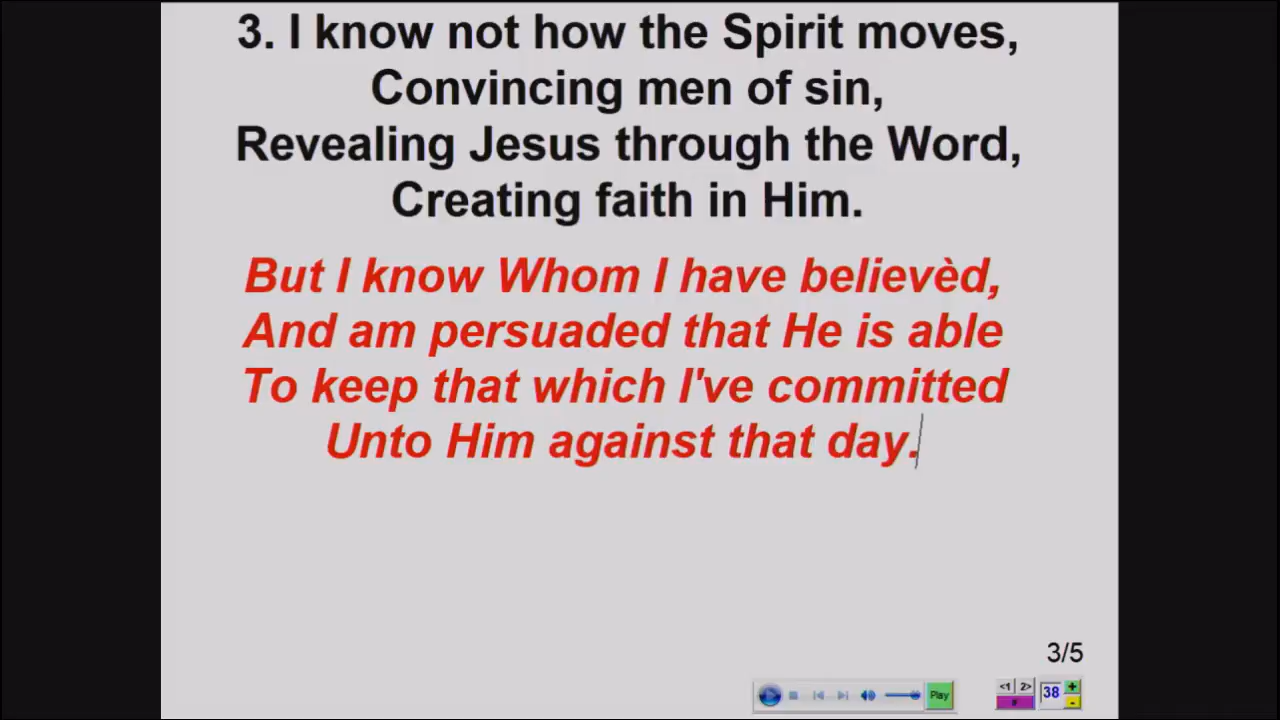 3. I know not how the Spirit moves,
Convincing men of sin,
Revealing Jesus through the Word,
Creating faith in Him.
But I know Whom I have believèd,
And am persuaded that He is able
To keep that which I've committed
Unto Him against that day.
3/5
Play
<1 2>
#
38
+
-